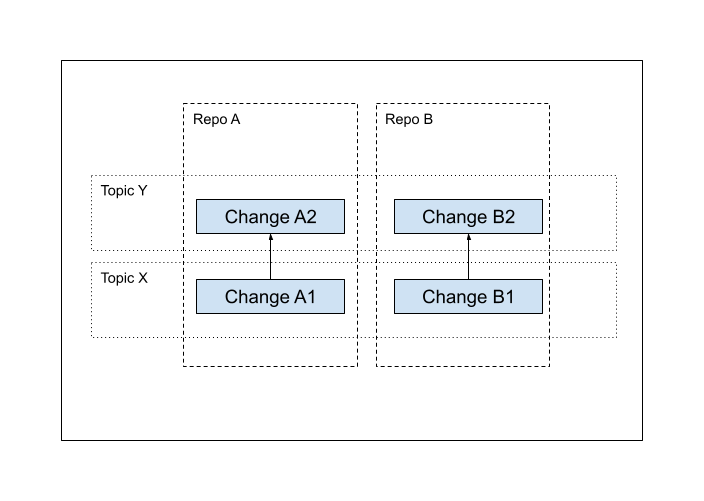 Repo A
Repo B
Topic Y
Change A2
Change B2
Topic X
Change A1
Change B1